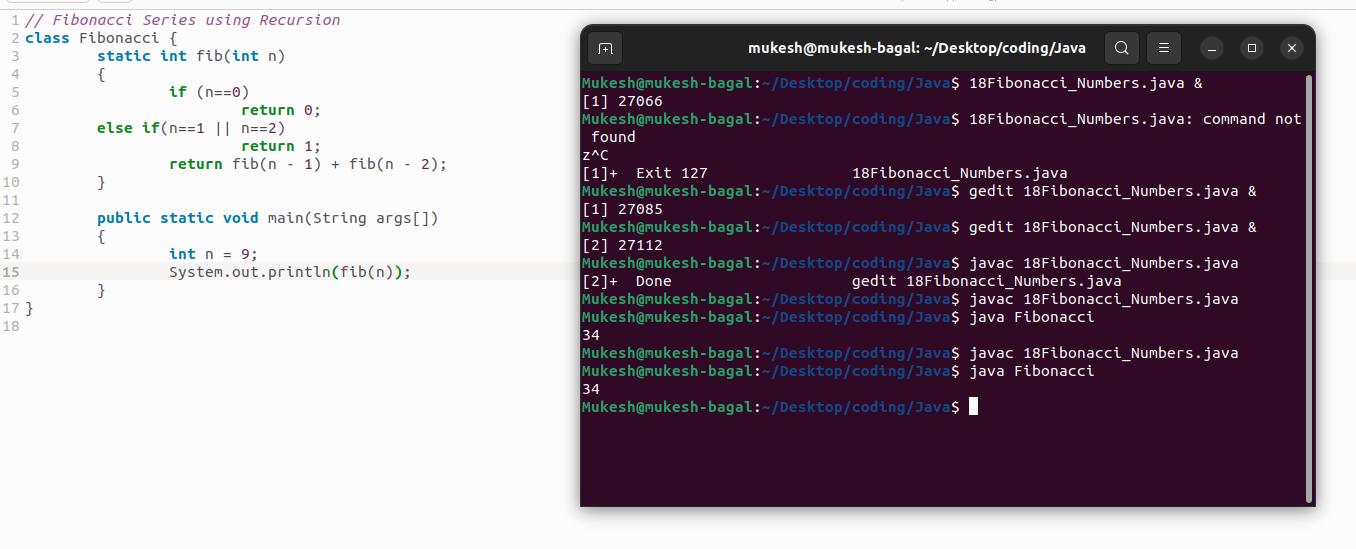 1 // Fibonacci Series using Recursion
2 class Fibonacci {
3 static int fib(int n)
4 {
5 if (n==0)
6 return 0;
7 else if(n==1 || n==2)
8 return 1;
9 return fib(n - 1) + fib(n - 2);
10 }
11
12 public static void main(String args[])
13 {
14 int n = 9;
15 System.out.println(fib(n));
16 }
17 }
18
mukesh@mukesh-bagal: ~/Desktop/coding/Java
Mukesh@mukesh-bagal:~/Desktop/coding/Java$ 18Fibonacci_Numbers.java &
[1] 27066
Mukesh@mukesh-bagal:~/Desktop/coding/Java$ 18Fibonacci_Numbers.java: command not
found
z^C
[1]+ Exit 127 18Fibonacci_Numbers.java
Mukesh@mukesh-bagal:~/Desktop/coding/Java$ gedit 18Fibonacci_Numbers.java &
[1] 27085
Mukesh@mukesh-bagal:~/Desktop/coding/Java$ gedit 18Fibonacci_Numbers.java &
[2] 27112
Mukesh@mukesh-bagal:~/Desktop/coding/Java$ javac 18Fibonacci_Numbers.java
[2]+ Done gedit 18Fibonacci_Numbers.java
Mukesh@mukesh-bagal:~/Desktop/coding/Java$ javac 18Fibonacci_Numbers.java
Mukesh@mukesh-bagal:~/Desktop/coding/Java$ java Fibonacci
34
Mukesh@mukesh-bagal:~/Desktop/coding/Java$ javac 18Fibonacci_Numbers.java
Mukesh@mukesh-bagal:~/Desktop/coding/Java$ java Fibonacci
34
Mukesh@mukesh-bagal:~/Desktop/coding/Java$